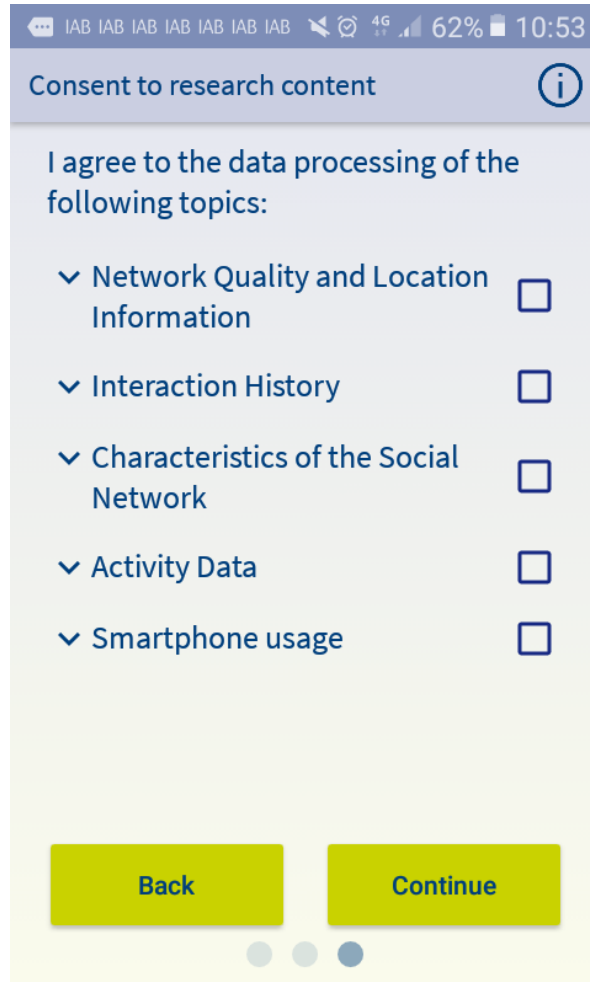 IAB IAB IAB IAB IAB IAB IAB 4G 62% 10:53
Consent to research content i
I agree to the data processing of the
following topics:
Network Quality and Location
Information
Interaction History
Characteristics of the Social
Network
Activity Data
Smartphone usage
Back Continue